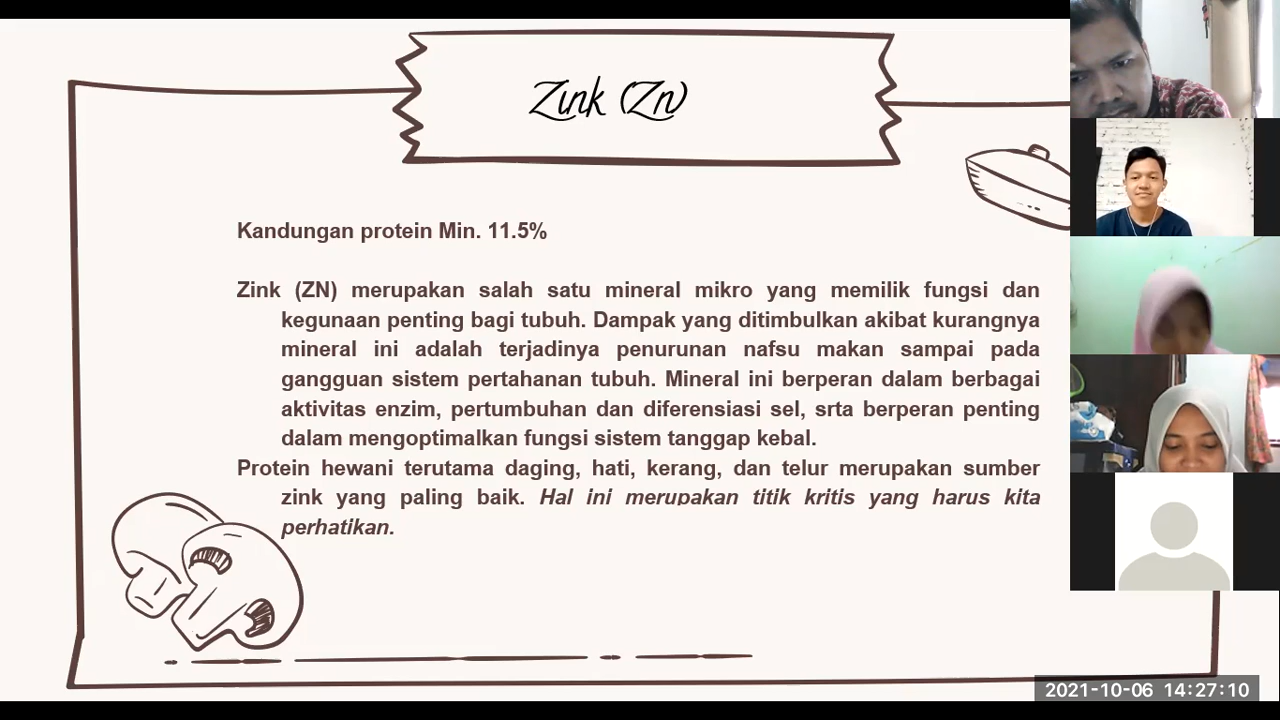 Zink (Zn)
Kandungan protein Min. 11.5%
Zink (ZN) merupakan salah satu mineral mikro yang memilik fungsi dan
kegunaan penting bagi tubuh. Dampak yang ditimbulkan akibat kurangnya
mineral ini adalah terjadinya penurunan nafsu makan sampai pada
gangguan sistem pertahanan tubuh. Mineral ini berperan dalam berbagai
aktivitas enzim, pertumbuhan dan diferensiasi sel, srta berperan penting
dalam mengoptimalkan fungsi sistem tanggap kebal.
Protein hewani terutama daging, hati, kerang, dan telur merupakan sumber
zink yang paling baik. Hal ini merupakan titik kritis yang harus kita
perhatikan.
2021-10-06 14:27:10